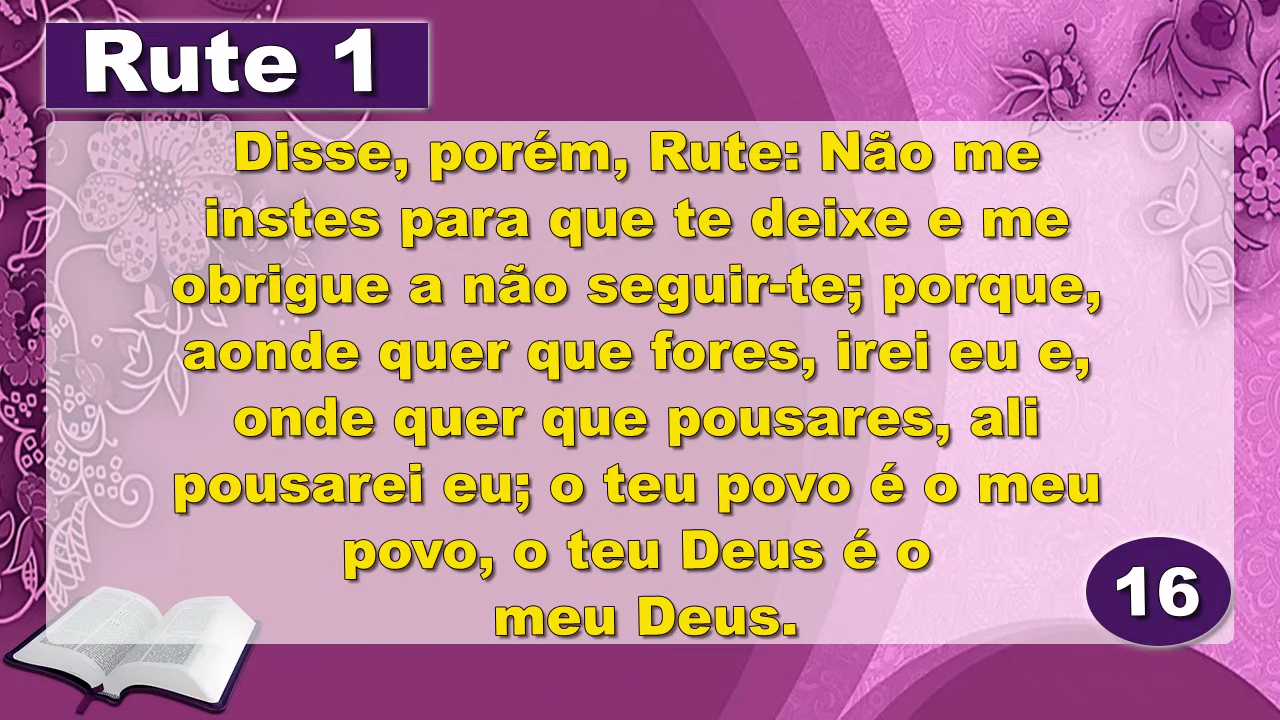 Rute 1
Disse, porém, Rute: Não me
instes para que te deixe e me
obrigue a não seguir-te; porque,
aonde quer que fores, irei eu e,
onde quer que pousares, ali
pousarei eu; o teu povo é o meu
povo, o teu Deus é o
meu Deus.
16